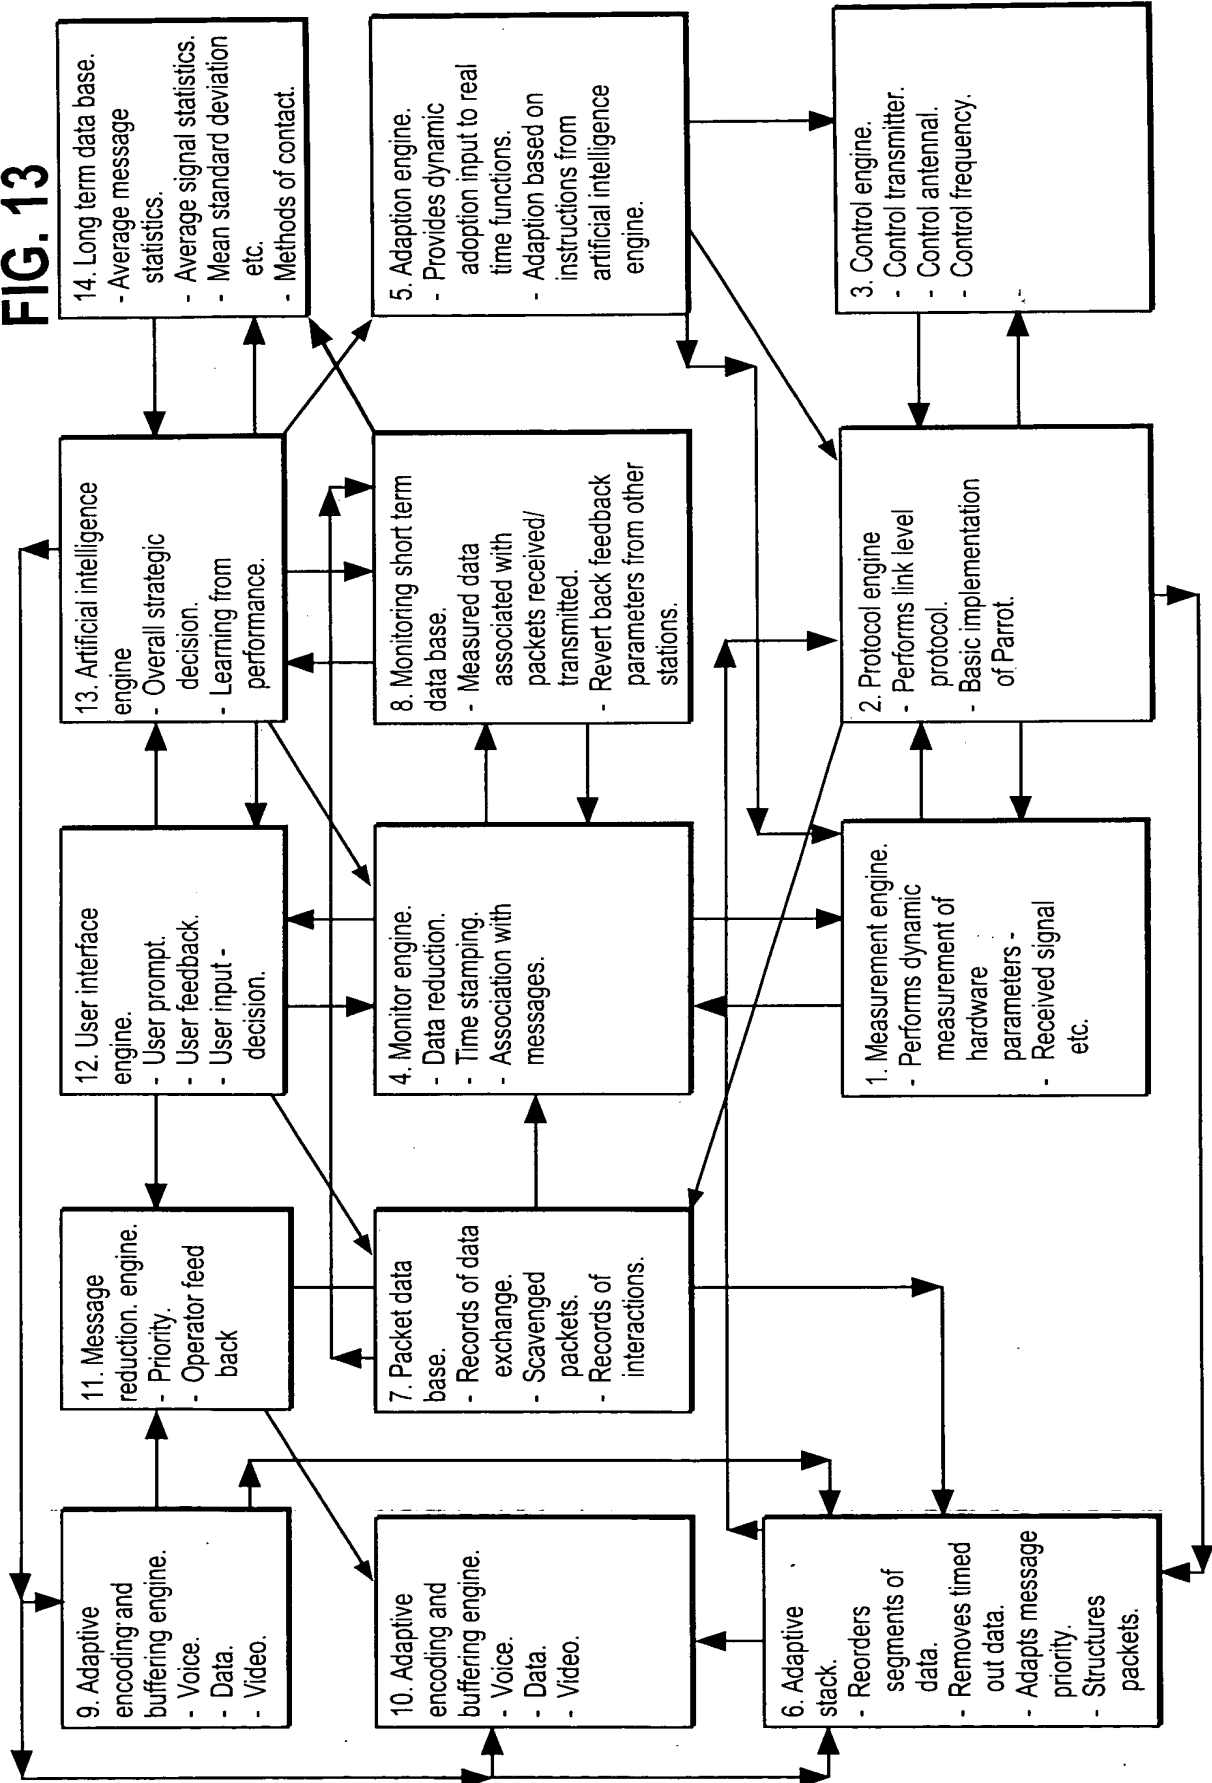 FIG. 13
9. Adaptive
encoding and
buffering engine.
- Voice.
- Data.
- Video.
11. Message
reduction. engine.
- Priority.
- Operator feed
back
12. User interface
engine.
- User prompt.
- User feedback.
- User input -
decision.
13. Artificial intelligence
engine
- Overall strategic
decision.
- Learning from
performance.
14. Long term data base.
- Average message
statistics.
- Average signal statistics.
- Mean standard deviation
etc.
- Methods of contact.
10. Adaptive
encoding and
buffering engine.
- Voice.
- Data.
- Video.
7. Packet data
base.
- Records of data
exchange.
- Scavenged
packets.
- Records of
interactions.
4. Monitor engine.
- Data reduction.
- Time stamping.
- Association with
messages.
8. Monitoring short term
data base.
- Measured data
associated with
packets received/
transmitted.
- Revert back feedback
parameters from other
stations.
5. Adaption engine.
- Provides dynamic
adoption input to real
time functions.
- Adaption based on
instructions from
artificial intelligence
engine.
6. Adaptive
stack.
- Reorders
segments of
data.
- Removes timed
out data.
- Adapts message
priority.
- Structures
packets.
1. Measurement engine.
- Performs dynamic
measurement of
hardware
parameters -
- Received signal
etc.
2. Protocol engine
- Performs link level
protocol.
- Basic implementation
of Parrot.
3. Control engine.
- Control transmitter.
- Control antennal.
- Control frequency.